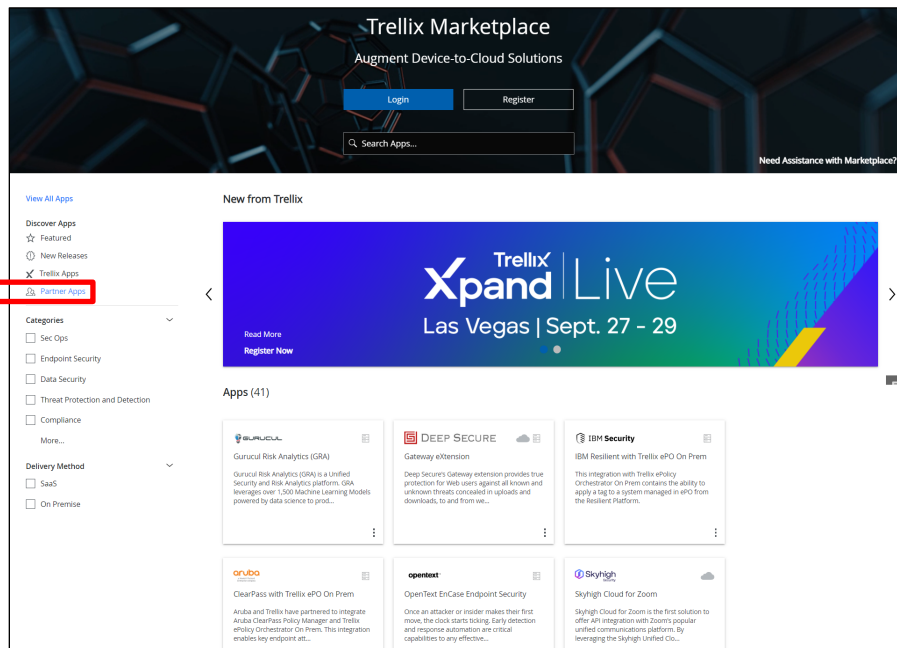 Trellix Marketplace
Augment Device-to-Cloud Solutions
Login
Register
Search Apps...
Need Assistance with Marketplace?
View All Apps
Discover Apps
Featured
New Releases
Trellix Apps
Partner Apps
Categories
Sec Ops
Endpoint Security
Data Security
Threat Protection and Detection
Compliance
More...
Delivery Method
SaaS
On Premise
New from Trellix
Trellix
Xpand Live
Las Vegas | Sept. 27 - 29
Read More
Register Now
Apps (41)
GURUCUL
Gurucul Risk Analytics (GRA)
Gurucul Risk Analytics (GRA) is a Unified
Security and Risk Analytics platform. GRA
leverages over 1,500 Machine Learning Models
powered by data science to prod...
DEEP SECURE
Gateway eXtension
Deep Secure's Gateway extension provides true
protection for Web users against all known and
unknown threats concealed in uploads and
downloads, to and from we...
IBM Security
IBM Resilient with Trellix ePO On Prem
This integration with Trellix ePolicy
Orchestrator On Prem contains the ability to
apply a tag to a system managed in ePO from
the Resilient Platform.
aruba
ClearPass with Trellix ePO On Prem
Aruba and Trellix have partnered to integrate
Aruba ClearPass Policy Manager and Trellix
ePolicy Orchestrator On Prem. This integration
enables key endpoint att...
opentext
OpenText EnCase Endpoint Security
Once an attacker or insider makes their first
move, the clock starts ticking. Early detection
and response automation are critical
capabilities to any effective...
Skyhigh
Security
Skyhigh Cloud for Zoom
Skyhigh Cloud for Zoom is the first solution to
offer API integration with Zoom's popular
unified communications platform. By
leveraging the Skyhigh Unified Clo...